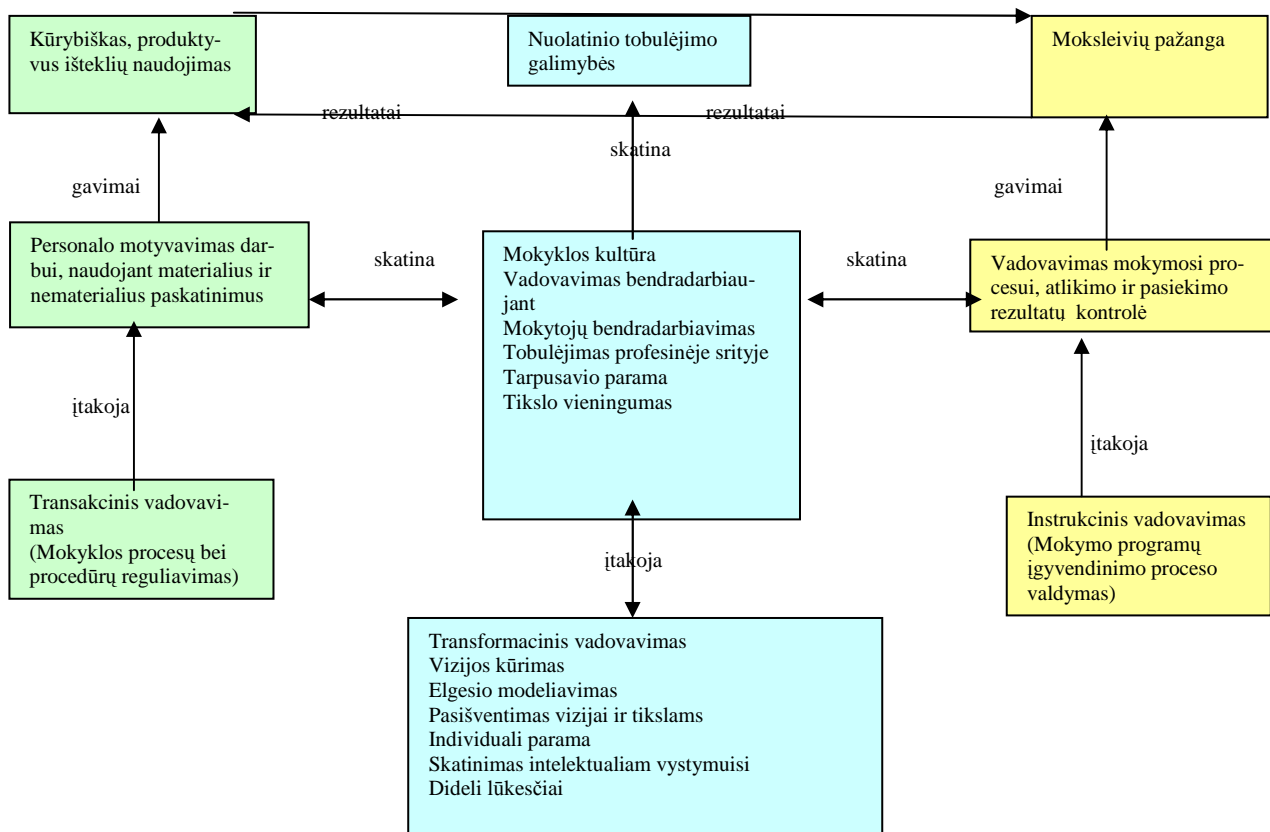 Kūrybiškas, produkty-
vus išteklių naudojimas
Nuolatinio tobulėjimo
galimybės
Moksleivių pažanga
rezultatai
rezultatai
skatina
gavimai
gavimai
Personalo motyvavimas dar-
bui, naudojant materialius ir
nematerialius paskatinimus
skatina
Mokyklos kultūra
Vadovavimas bendradarbiau-
jant
Mokytojų bendradarbiavimas
Tobulėjimas profesinėje srityje
Tarpusavio parama
Tikslo vieningumas
skatina
Vadovavimas mokymosi pro-
cesui, atlikimo ir pasiekimo
rezultatų kontrolė
įtakoja
įtakoja
Transakcinis vadovavi-
mas
(Mokyklos procesų bei
procedūrų reguliavimas)
įtakoja
Instrukcinis vadovavimas
(Mokymo programų
įgyvendinimo proceso
valdymas)
Transformacinis vadovavimas
Vizijos kūrimas
Elgesio modeliavimas
Pasišventimas vizijai ir tikslams
Individuali parama
Skatinimas intelektualiam vystymuisi
Dideli lūkesčiai